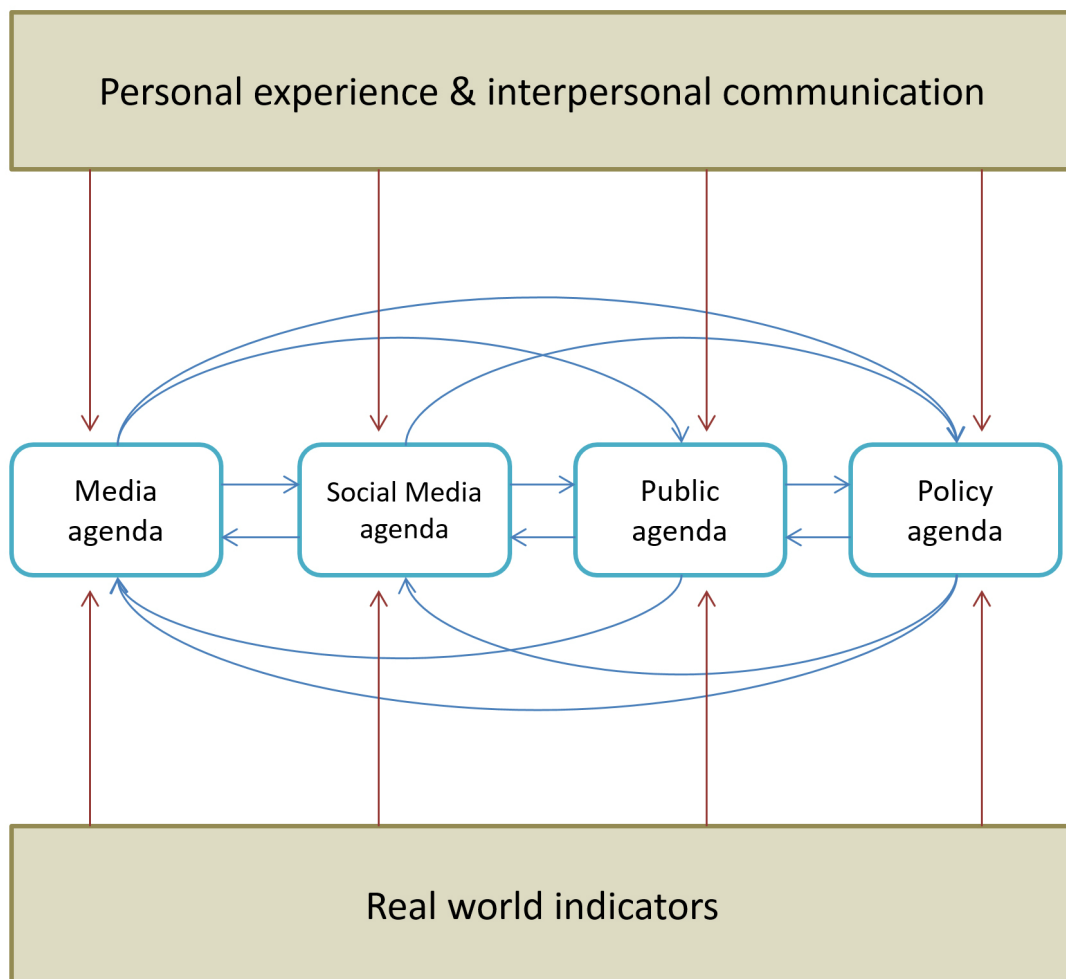 Personal experience & interpersonal communication
Media
agenda
Social Media
agenda
Public
agenda
Policy
agenda
Real world indicators